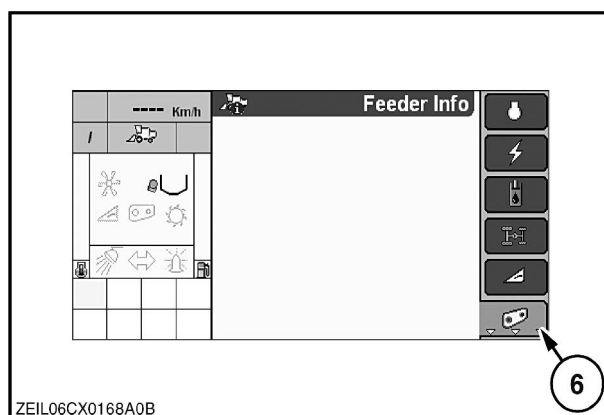 ---- Km/h
Feeder Info
/
6
ZEIL06CX0168A0B